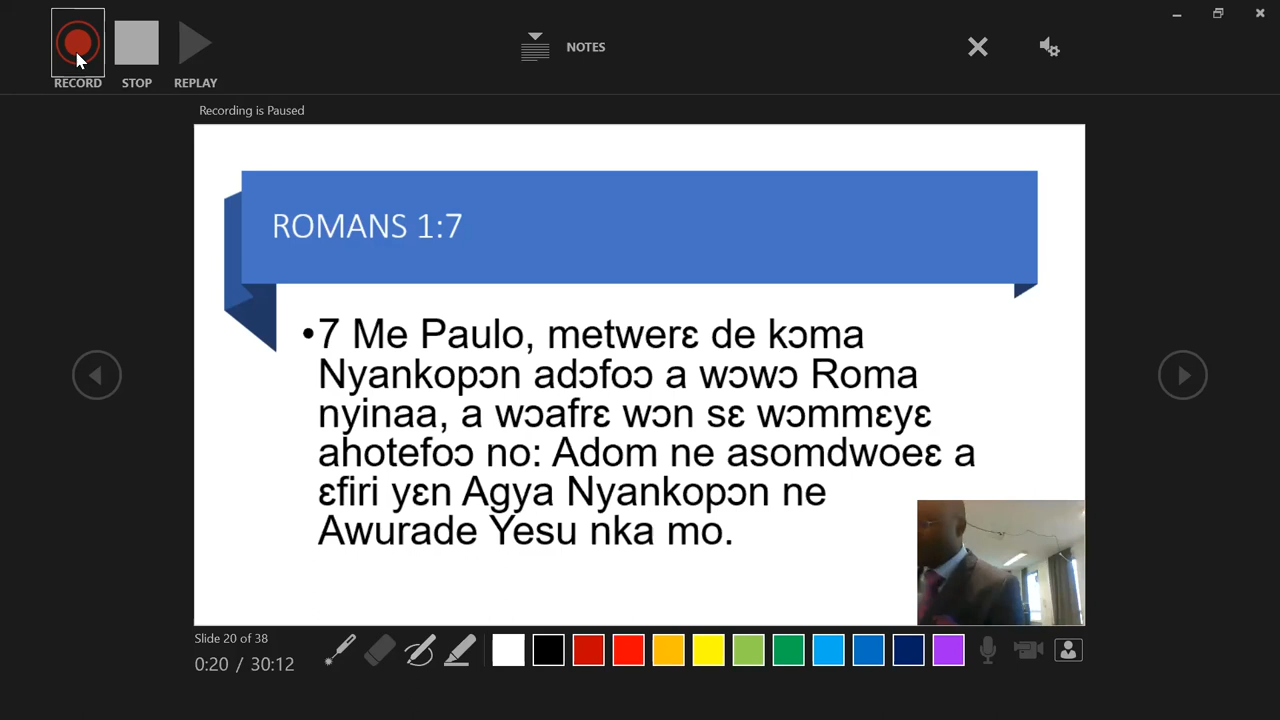 RECORD
STOP
REPLAY
NOTES
Recording is Paused
ROMANS 1:7
•7 Me Paulo, metwerɛ de kɔma
Nyankopɔn adɔfoɔ a wɔwɔ Roma
nyinaa, a wɔafrɛ wɔn sɛ wɔmmɛyɛ
ahotefoɔ no: Adom ne asomdwoeɛ a
ɛfiri yɛn Agya Nyankopɔn ne
Awurade Yesu nka mo.
Slide 20 of 38
0:20 / 30:12